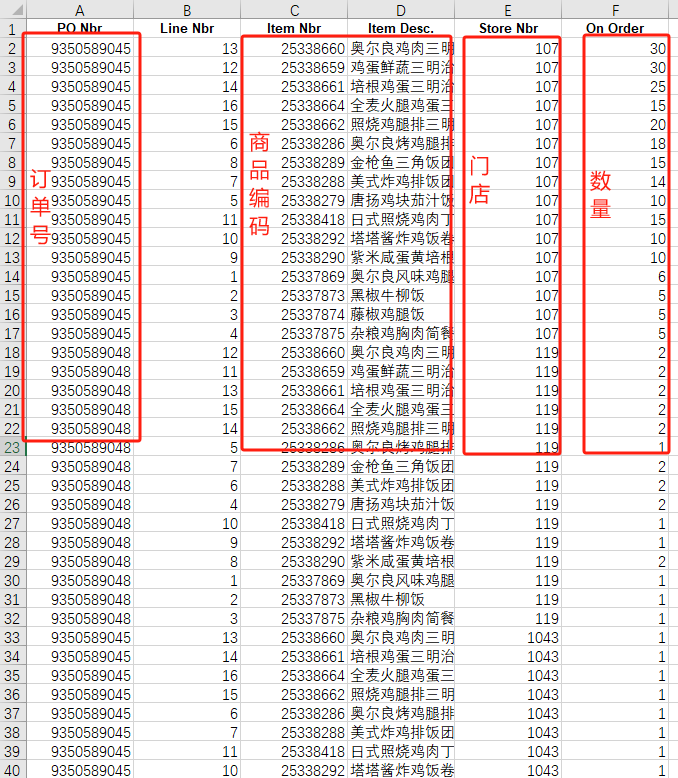 A B C D E F
1 PO Nbr Line Nbr Item Nbr Item Desc. Store Nbr On Order
2 9350589045 13 25338660 奥尔良鸡肉三明 107 30
3 9350589045 12 25338659 鸡蛋鲜蔬三明治 107 30
4 9350589045 14 25338661 培根鸡蛋三明治 107 25
5 9350589045 16 25338664 全麦火腿鸡蛋三 107 15
6 9350589045 15 25338662 照烧鸡腿排三明 107 20
7 9350589045 6 25338286 奥尔良烤鸡腿排 107 18
8 9350589045 8 25338289 金枪鱼三角饭团 107 15
9 9350589045 7 25338288 美式炸鸡排饭团 107 14
10 9350589045 5 25338279 唐扬鸡块茄汁饭 107 10
11 9350589045 11 25338418 日式照烧鸡肉丁 107 15
12 9350589045 10 25338292 塔塔酱炸鸡饭卷 107 10
13 9350589045 9 25338290 紫米咸蛋黄培根 107 10
14 9350589045 1 25337869 奥尔良风味鸡腿 107 6
15 9350589045 2 25337873 黑椒牛柳饭 107 5
16 9350589045 3 25337874 藤椒鸡腿饭 107 5
17 9350589045 4 25337875 杂粮鸡胸肉简餐 107 5
18 9350589048 12 25338660 奥尔良鸡肉三明 119 2
19 9350589048 11 25338659 鸡蛋鲜蔬三明治 119 2
20 9350589048 13 25338661 培根鸡蛋三明治 119 2
21 9350589048 15 25338664 全麦火腿鸡蛋三 119 2
22 9350589048 14 25338662 照烧鸡腿排三明 119 2
23 9350589048 5 25338286 奥尔良烤鸡腿排 119 1
24 9350589048 7 25338289 金枪鱼三角饭团 119 2
25 9350589048 6 25338288 美式炸鸡排饭团 119 2
26 9350589048 4 25338279 唐扬鸡块茄汁饭 119 2
27 9350589048 10 25338418 日式照烧鸡肉丁 119 1
28 9350589048 9 25338292 塔塔酱炸鸡饭卷 119 1
29 9350589048 8 25338290 紫米咸蛋黄培根 119 2
30 9350589048 1 25337869 奥尔良风味鸡腿 119 1
31 9350589048 2 25337873 黑椒牛柳饭 119 1
32 9350589048 3 25337875 杂粮鸡胸肉简餐 119 1
33 9350589045 13 25338660 奥尔良鸡肉三明 1043 1
34 9350589045 14 25338661 培根鸡蛋三明治 1043 1
35 9350589045 16 25338664 全麦火腿鸡蛋三 1043 1
36 9350589045 15 25338662 照烧鸡腿排三明 1043 1
37 9350589045 6 25338286 奥尔良烤鸡腿排 1043 1
38 9350589045 7 25338288 美式炸鸡排饭团 1043 1
39 9350589045 11 25338418 日式照烧鸡肉丁 1043 1
40 9350589045 10 25338292 塔塔酱炸鸡饭卷 1043 1
订单号
商品编码
门店
数量